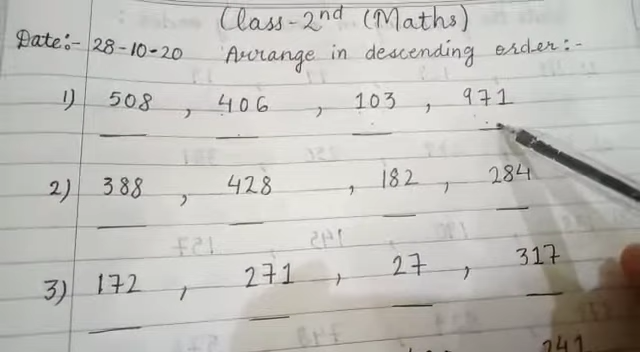 Class-2nd (Maths)
Date:- 28-10-20 Arrange in descending order:-
1) 508 , 406 , 103 , 971
2) 388 , 428 , 182 , 284
3) 172 , 271 , 27 , 317
241